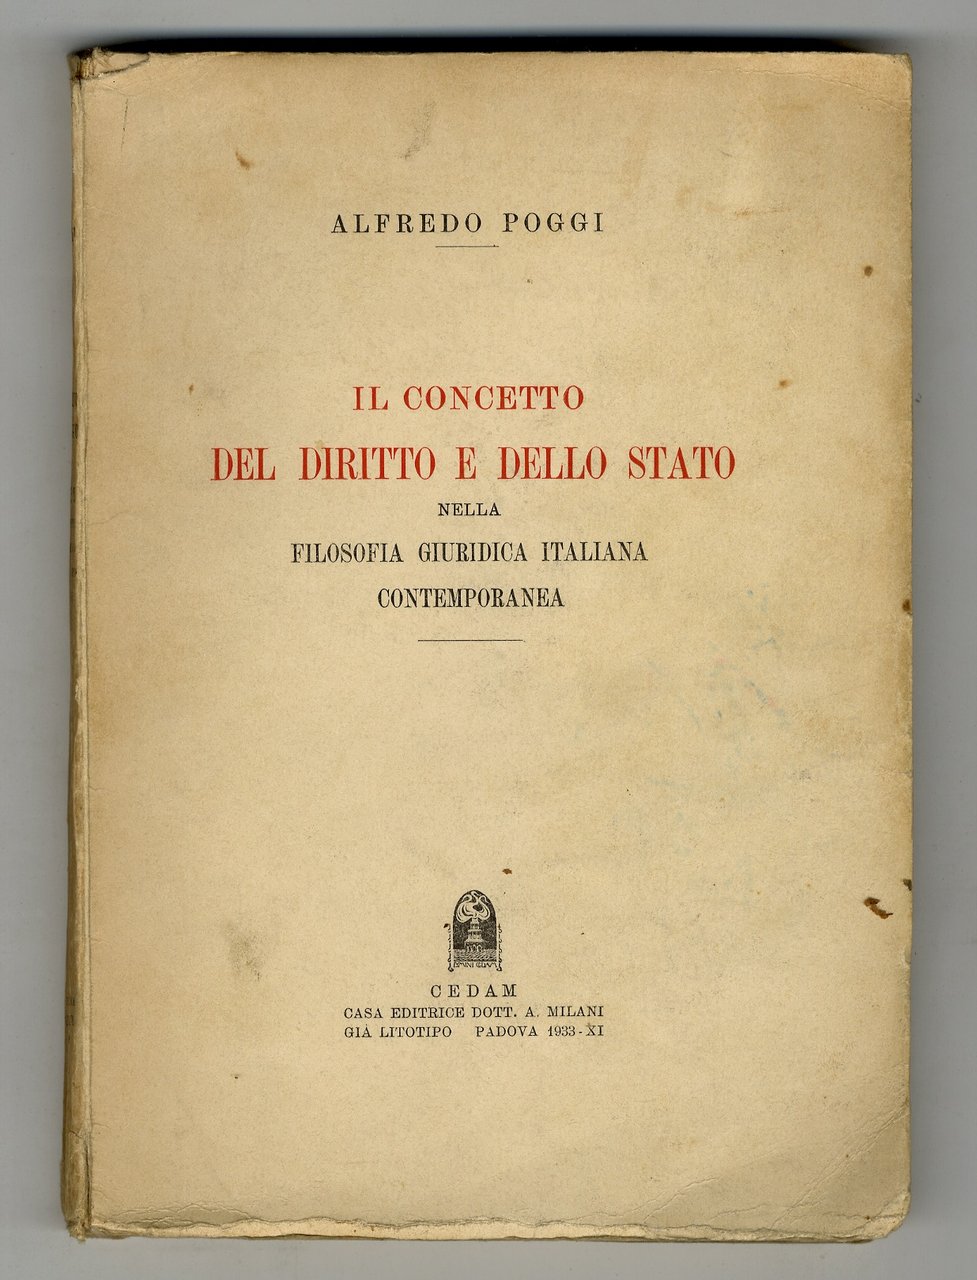 ALFREDO POGGI
IL CONCETTO
DEL DIRITTO E DELLO STATO
NELLA
FILOSOFIA GIURIDICA ITALIANA
CONTEMPORANEA
CEDAM
CASA EDITRICE DOTT. A. MILANI
GIÀ LITOTIPO PADOVA 1933-XI